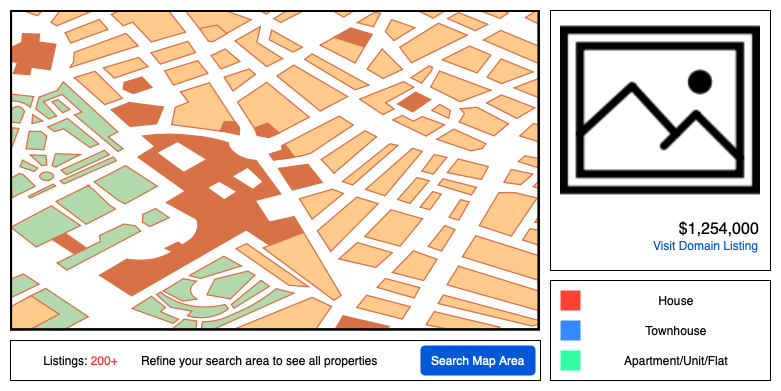 $1,254,000
Visit Domain Listing
House
Townhouse
Apartment/Unit/Flat
Listings: 200+ Refine your search area to see all properties Search Map Area